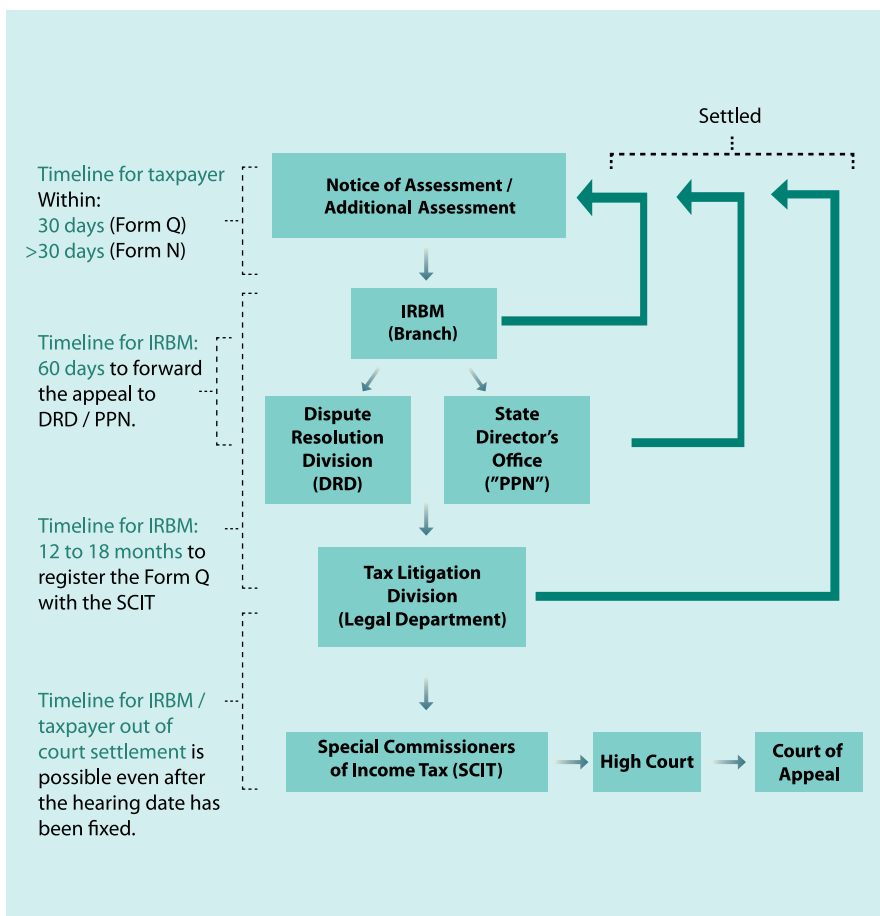 Settled
Timeline for taxpayer
Within:
30 days (Form Q)
>30 days (Form N)
Notice of Assessment /
Additional Assessment
IRBM
(Branch)
Timeline for IRBM:
60 days to forward
the appeal to
DRD / PPN.
Dispute
Resolution
Division
(DRD)
State
Director’s
Office
(”PPN”)
Timeline for IRBM:
12 to 18 months to
register the Form Q
with the SCIT
Tax Litigation
Division
(Legal Department)
Timeline for IRBM /
taxpayer out of
court settlement is
possible even after
the hearing date has
been fixed.
Special Commissioners
of Income Tax (SCIT)
High Court
Court of
Appeal